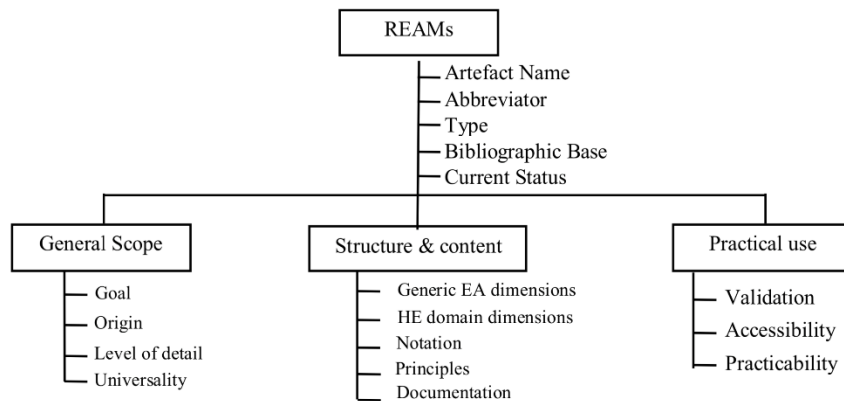 REAMs
Artefact Name
Abbreviator
Type
Bibliographic Base
Current Status
General Scope
Goal
Origin
Level of detail
Universality
Structure & content
Generic EA dimensions
HE domain dimensions
Notation
Principles
Documentation
Practical use
Validation
Accessibility
Practicability